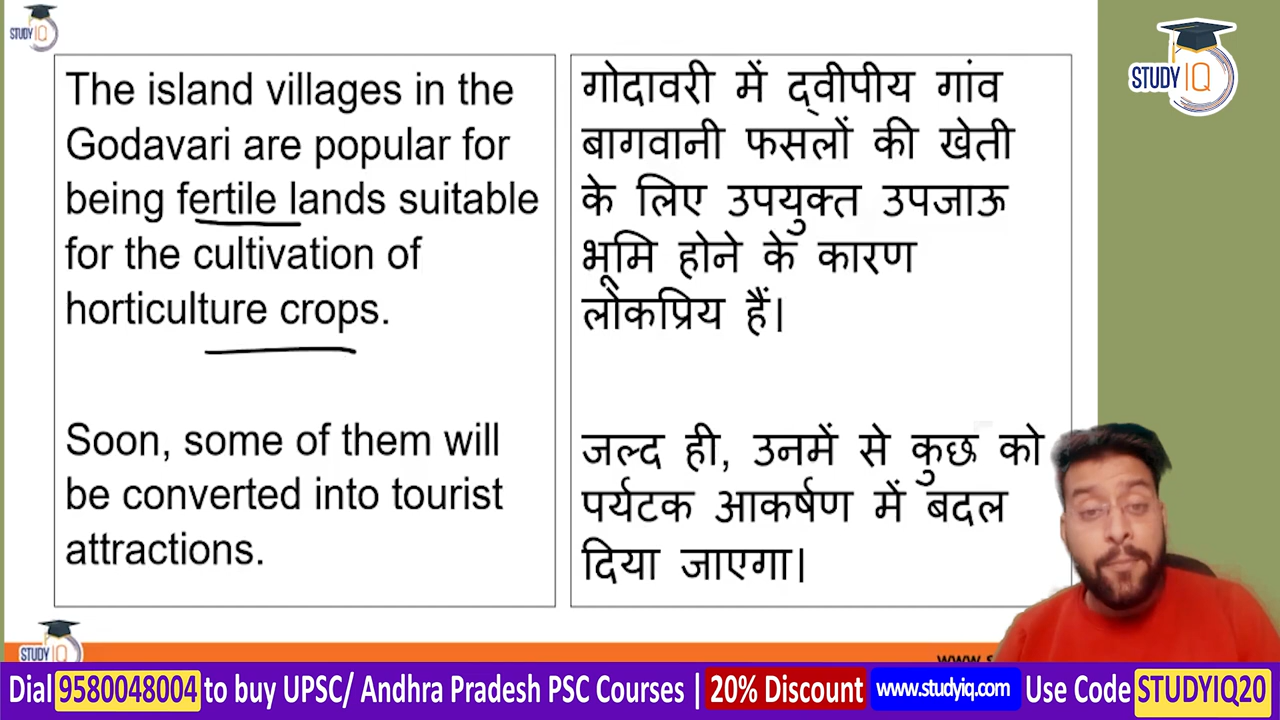 STUDY IQ
The island villages in the
Godavari are popular for
being fertile lands suitable
for the cultivation of
horticulture crops.
Soon, some of them will
be converted into tourist
attractions.
गोदावरी में द्वीपीय गांव
बागवानी फसलों की खेती
के लिए उपयुक्त उपजाऊ
भूमि होने के कारण
लोकप्रिय हैं।
जल्द ही, उनमें से कुछ को
पर्यटक आकर्षण में बदल
दिया जाएगा।
STUDY IQ
STUDY IQ
Dial 9580048004 to buy UPSC/ Andhra Pradesh PSC Courses | 20% Discount www.studyiq.com Use Code STUDYIQ20